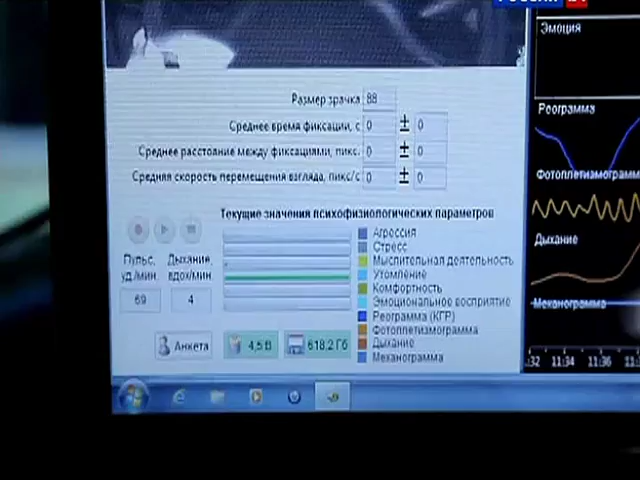 РОССИЯ 24
Эмоция
Размер зрачка 88
Среднее время фиксации, с 0 ± 0
Среднее расстояние между фиксациями, пикс. 0 ± 0
Средняя скорость перемещения взгляда, пикс/с 0 ± 0
Реограмма
Фотоплетизмограмм
Дыхание
Механограмма
Текущие значения психофизиологических параметров
Агрессия
Стресс
Мыслительная деятельность
Утомление
Комфортность
Эмоциональное восприятие
Реограмма (КГР)
Фотоплетизмограмма
Дыхание
Механограмма
Пульс, уд/мин.
Дыхание, вдох/мин.
69 4
Анкета 4,5 В 618,2 Гб
:32 11:34 11:36 11:3